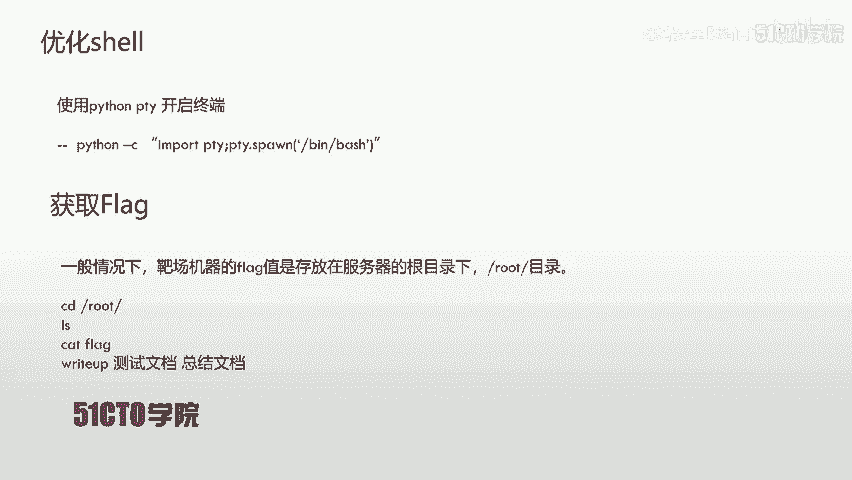 优化shell
51CTO学院
使用python pty 开启终端
-- python –c “Import pty;pty.spawn(‘/bin/bash’)”
获取Flag
一般情况下，靶场机器的flag值是存放在服务器的根目录下，/root/目录。
cd /root/
ls
cat flag
writeup 测试文档 总结文档
51CTO学院